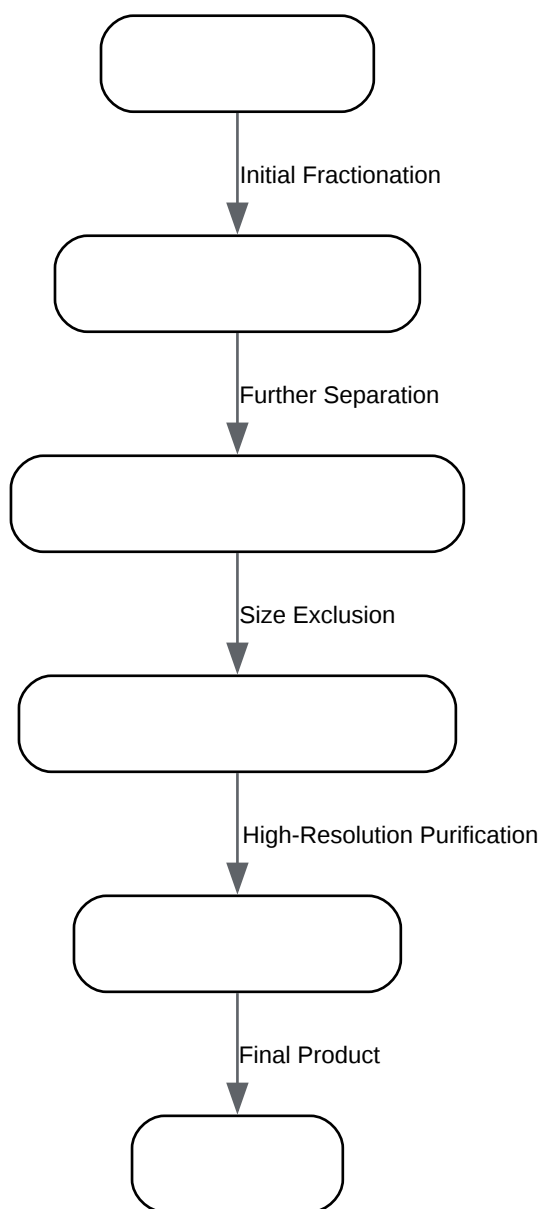 Initial Fractionation
Further Separation
Size Exclusion
High-Resolution Purification
Final Product